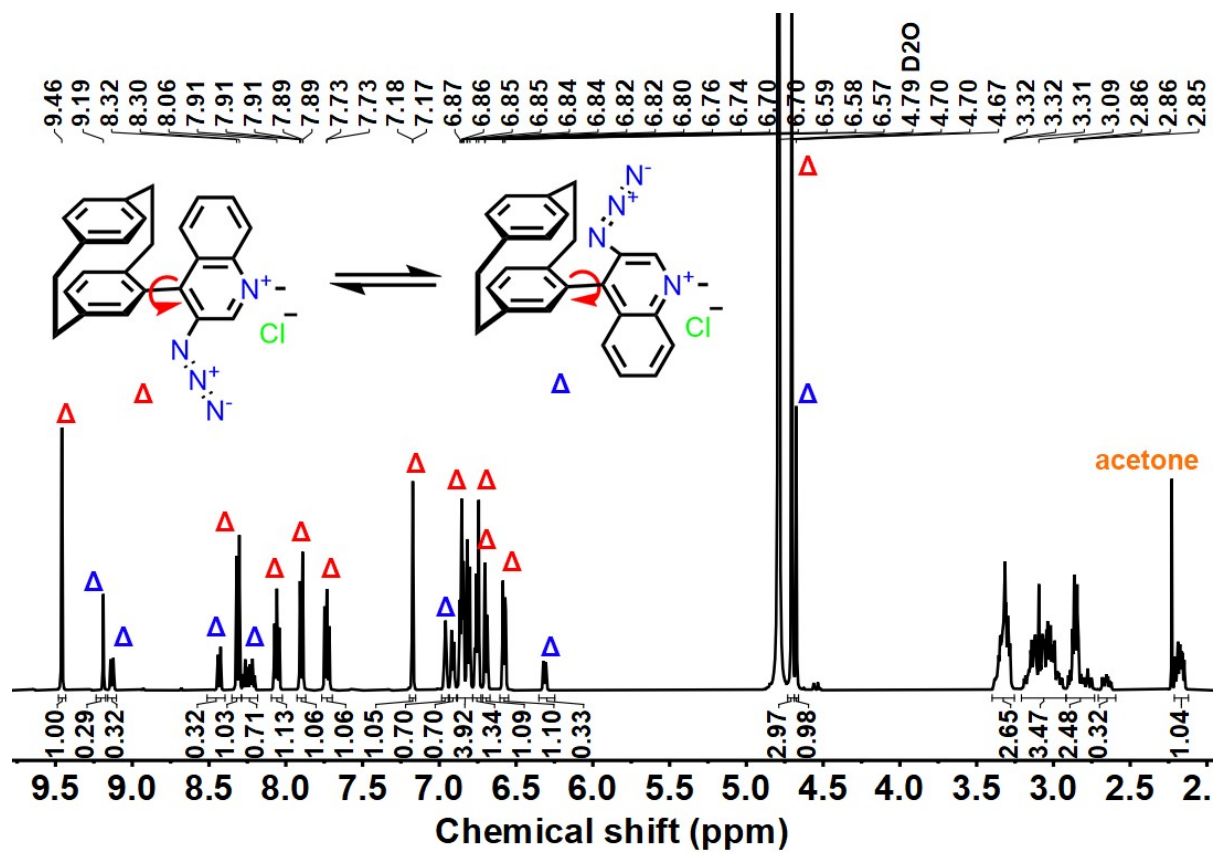 9.46 9.19 8.32 8.30 8.06 7.91 7.91 7.91 7.89 7.89 7.73 7.73 7.18 7.17 6.87 6.86 6.85 6.85 6.84 6.84 6.82 6.82 6.80 6.76 6.74 6.70 6.70 6.59 6.58 6.57 4.79 D2O 4.70 4.70 4.67 3.32 3.32 3.31 3.09 2.86 2.86 2.85
N-
N+
N
N+
Cl-
N
N+
N-
Δ
N+
Cl-
Δ
Δ
Δ
acetone
Δ Δ Δ Δ Δ Δ Δ Δ Δ Δ Δ Δ Δ Δ Δ
1.00 0.29 0.32 0.32 1.03 0.71 1.13 1.06 1.06 1.05 0.70 0.70 3.92 1.34 1.09 1.10 0.33 2.97 0.98 2.65 3.47 2.48 0.32 1.04
9.5 9.0 8.5 8.0 7.5 7.0 6.5 6.0 5.5 5.0 4.5 4.0 3.5 3.0 2.5 2.
Chemical shift (ppm)